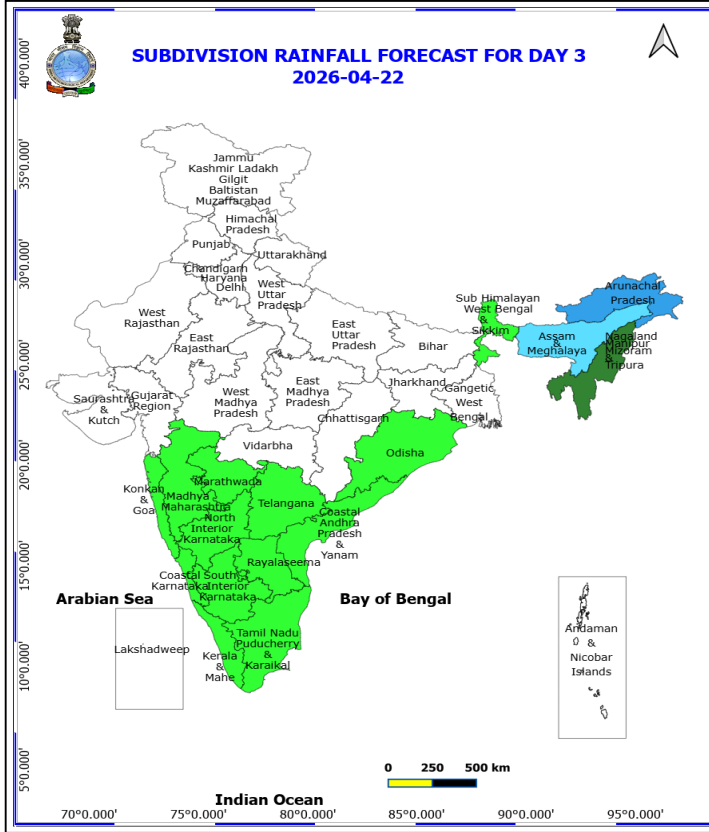 SUBDIVISION RAINFALL FORECAST FOR DAY 3
2026-04-22
40°0.000'
35°0.000'
30°0.000'
25°0.000'
20°0.000'
15°0.000'
10°0.000'
5°0.000'
Jammu
Kashmir Ladakh
Gilgit
Baltistan
Muzaffarabad
Himachal
Pradesh
Punjab
Uttarakhand
Chandigarh
Haryana
Delhi
West
Uttar
Pradesh
West
Rajasthan
East
Rajasthan
East
Uttar
Pradesh
Bihar
Sub Himalayan
West Bengal
&
Sikkim
Arunachal
Pradesh
Assam
&
Meghalaya
Nagaland
Manipur
Mizoram
&
Tripura
Saurashtra
&
Kutch
Gujarat
Region
West
Madhya
Pradesh
East
Madhya
Pradesh
Jharkhand
Gangetic
West
Bengal
Chhattisgarh
Vidarbha
Odisha
Konkan
&
Goa
Madhya
Maharashtra
Marathwada
Telangana
North
Interior
Karnataka
Coastal
Andhra
Pradesh
&
Yanam
Rayalaseema
Coastal
Karnataka
South
Interior
Karnataka
Arabian Sea
Bay of Bengal
Lakshadweep
Kerala
&
Mahe
Tamil Nadu
Puducherry
&
Karaikal
Andaman
&
Nicobar
Islands
0 250 500 km
Indian Ocean
70°0.000' 75°0.000' 80°0.000' 85°0.000' 90°0.000' 95°0.000'